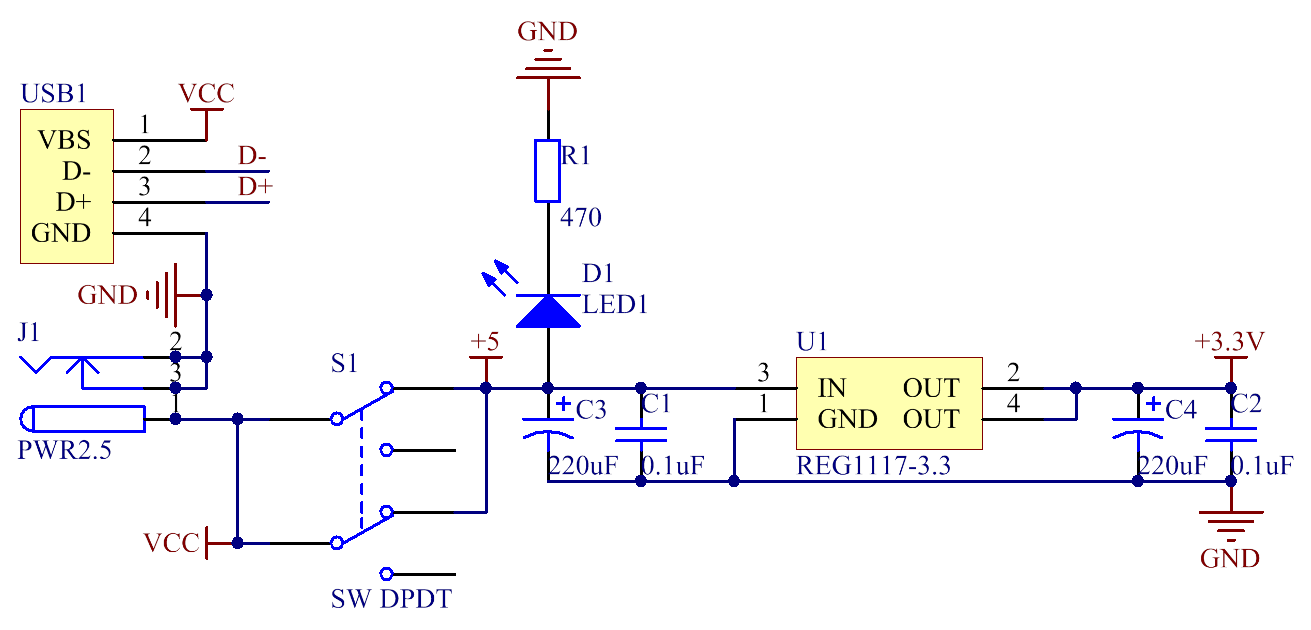 GND
USB1
VCC
VBS 1
D- 2 D-
D+ 3 D+
GND 4
R1
470
GND
D1
LED1
J1
2
3
1
PWR2.5
S1
+5
VCC
SW DPDT
+
C3
220uF
C1
0.1uF
U1
3 IN OUT 2
1 GND OUT 4
REG1117-3.3
+3.3V
+
C4
220uF
C2
0.1uF
GND